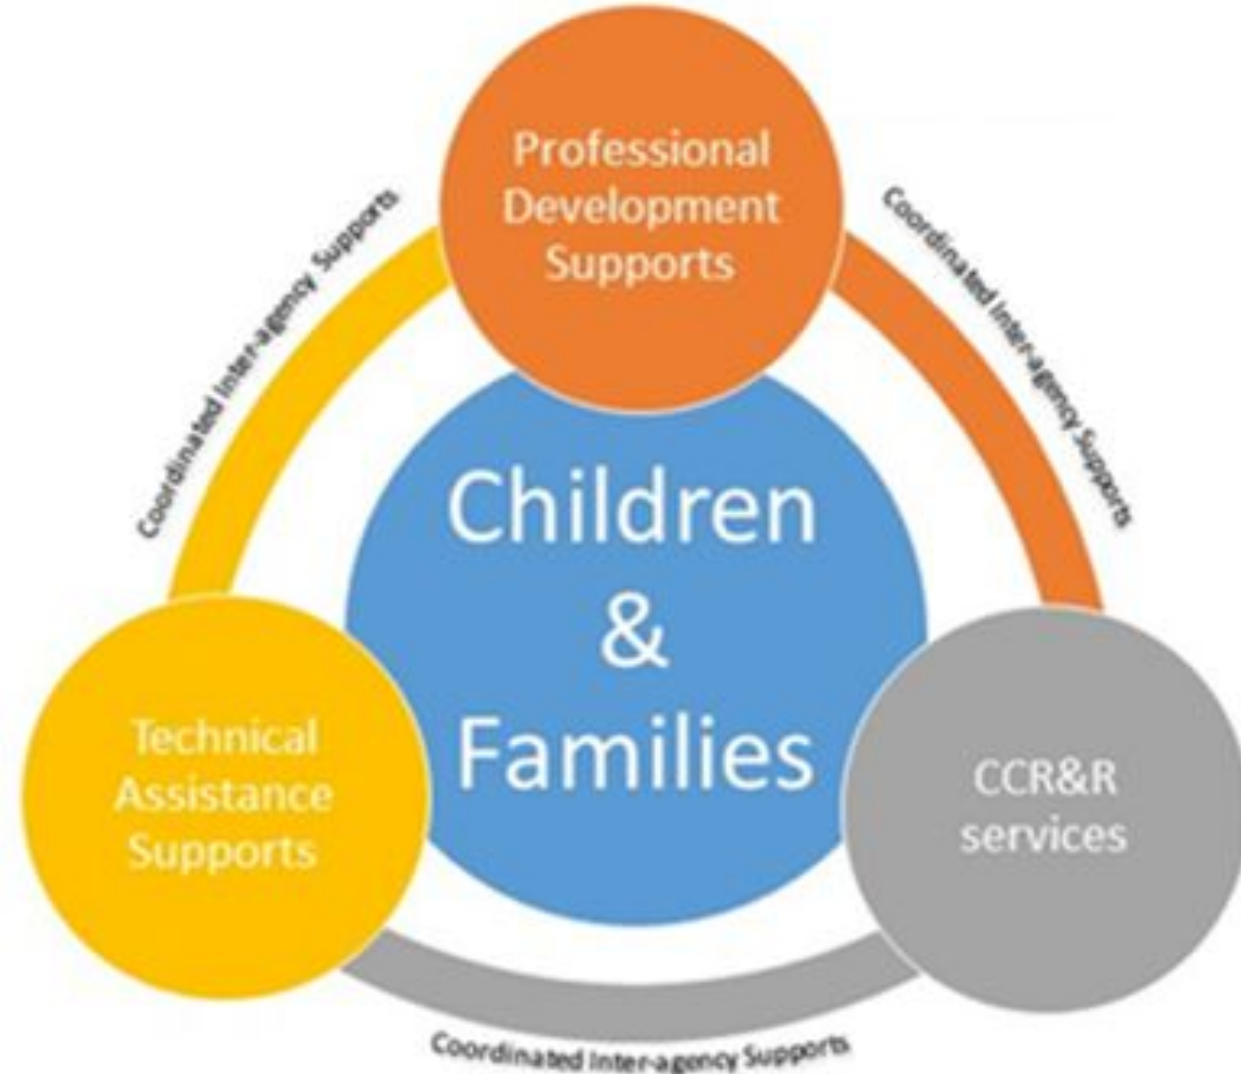 Professional
Development
Supports
Coordinated Inter-agency Supports
Coordinated Inter-agency Supports
Children
&
Families
Technical
Assistance
Supports
CCR&R
services
Coordinated Inter-agency Supports